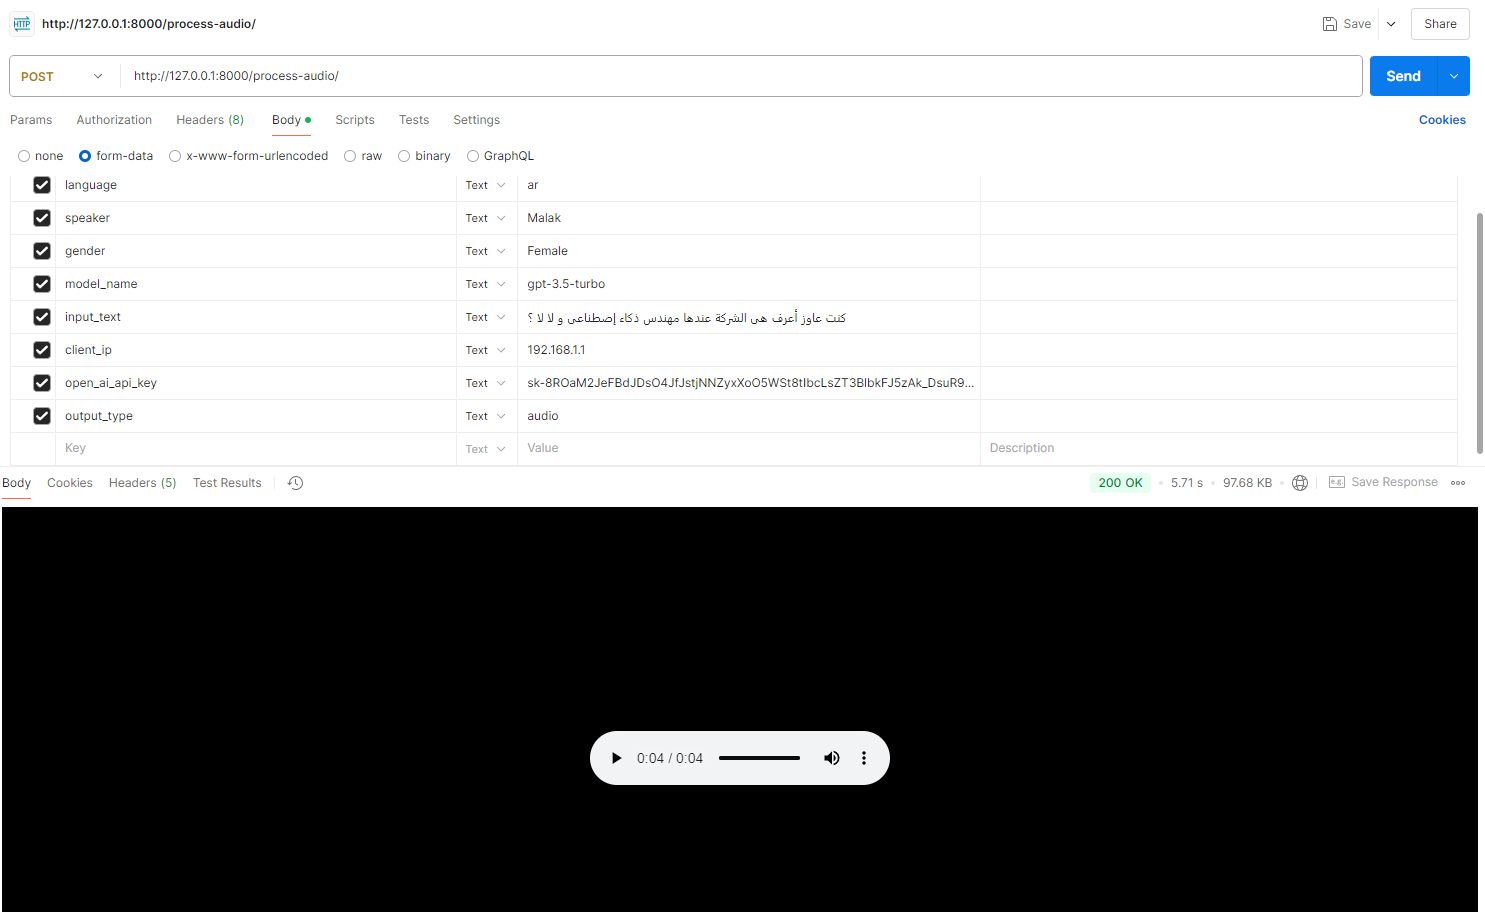 HTTP http://127.0.0.1:8000/process-audio/ Save Share
POST http://127.0.0.1:8000/process-audio/ Send
Params Authorization Headers (8) Body Scripts Tests Settings Cookies
none form-data x-www-form-urlencoded raw binary GraphQL
language Text ar
speaker Text Malak
gender Text Female
model_name Text gpt-3.5-turbo
input_text Text كنت عاوز أعرف هى الشركة عندها مهندس ذكاء إصطناعى و لا لا ؟
client_ip Text 192.168.1.1
open_ai_api_key Text
output_type Text audio
Key Text Value Description
Body Cookies Headers (5) Test Results 200 OK 5.71 s 97.68 KB e.g. Save Response
0:04 / 0:04